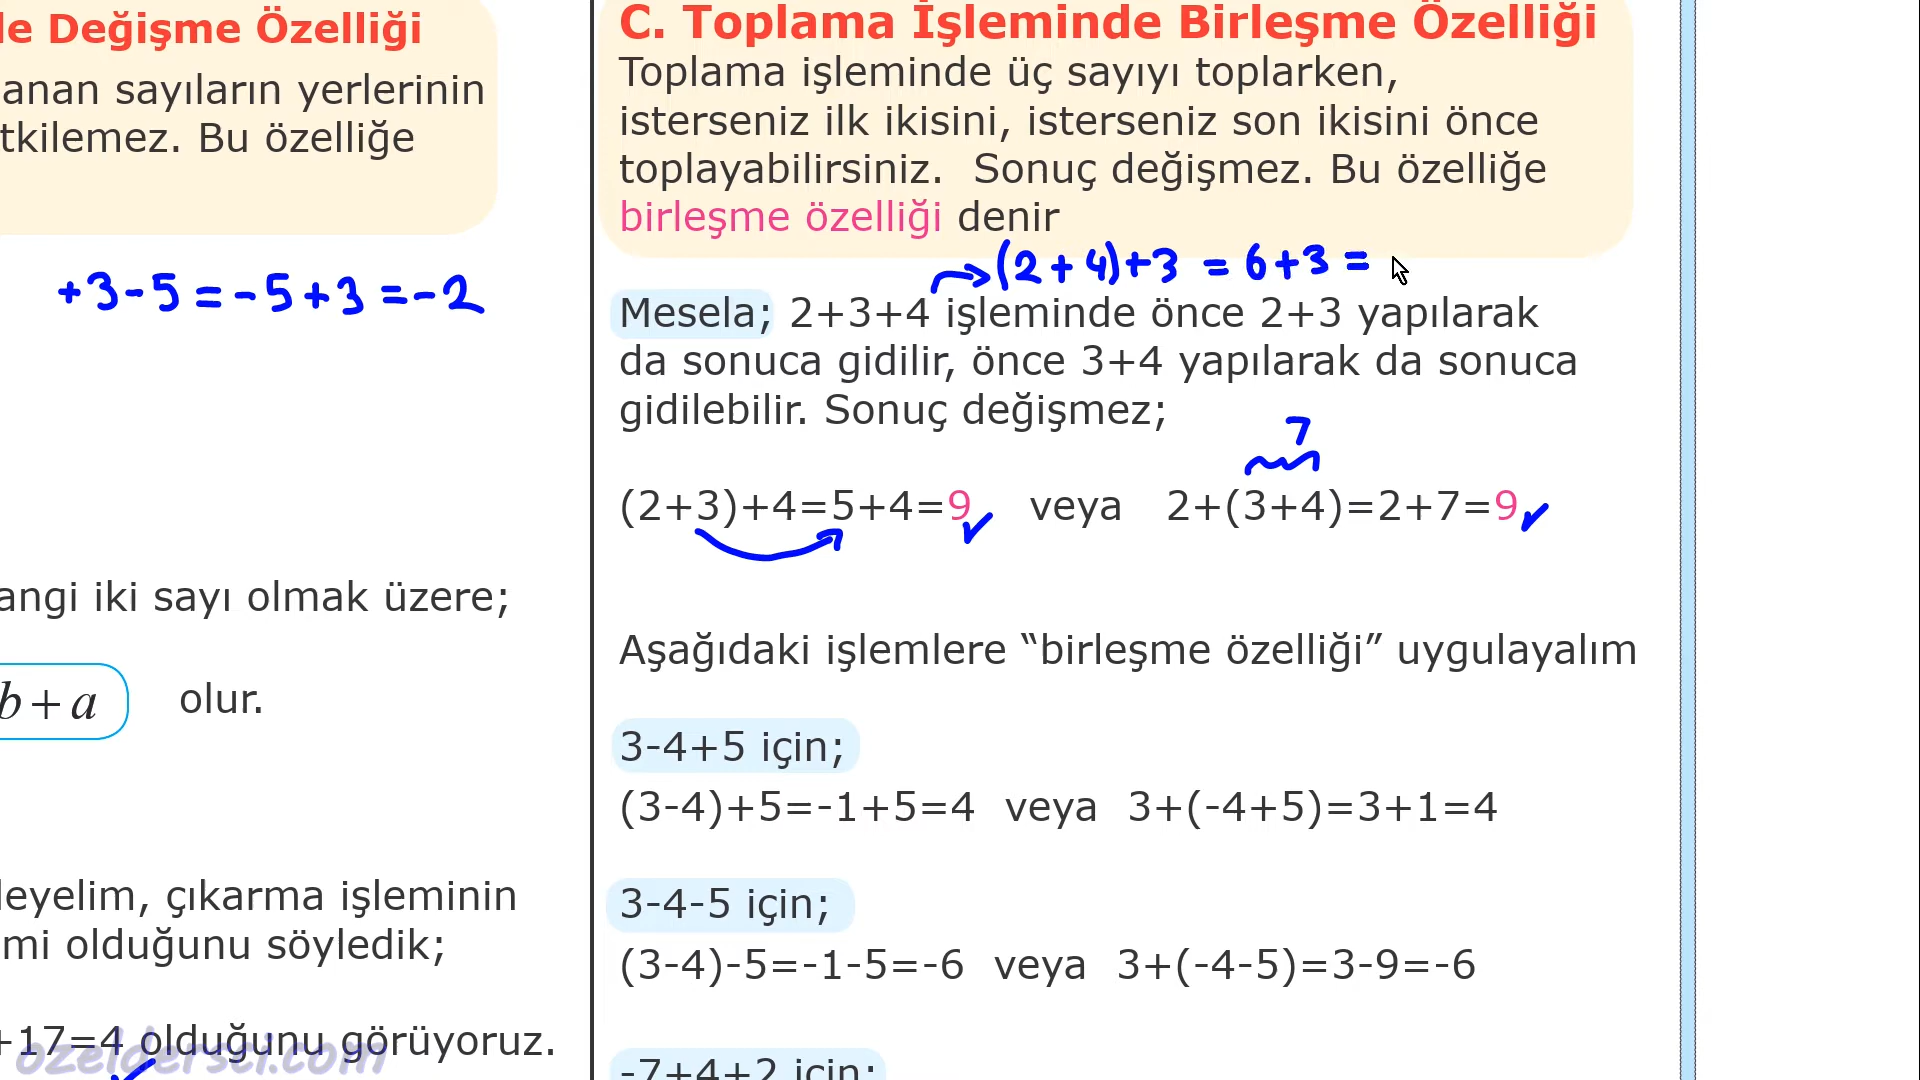 le Değişme Özelliği
anan sayıların yerlerinin
tkilemez. Bu özelliğe
+3-5=-5+3=-2
angi iki sayı olmak üzere;
b+a olur.
leyelim, çıkarma işleminin
mi olduğunu söyledik;
+17=4 olduğunu görüyoruz.
ozeldersci.com
C. Toplama İşleminde Birleşme Özelliği
Toplama işleminde üç sayıyı toplarken,
isterseniz ilk ikisini, isterseniz son ikisini önce
toplayabilirsiniz. Sonuç değişmez. Bu özelliğe
birleşme özelliği denir
(2+4)+3 = 6+3 =
Mesela; 2+3+4 işleminde önce 2+3 yapılarak
da sonuca gidilir, önce 3+4 yapılarak da sonuca
gidilebilir. Sonuç değişmez;
7
(2+3)+4=5+4=9 veya 2+(3+4)=2+7=9
Aşağıdaki işlemlere “birleşme özelliği” uygulayalım
3-4+5 için;
(3-4)+5=-1+5=4 veya 3+(-4+5)=3+1=4
3-4-5 için;
(3-4)-5=-1-5=-6 veya 3+(-4-5)=3-9=-6
-7+4+2 için;